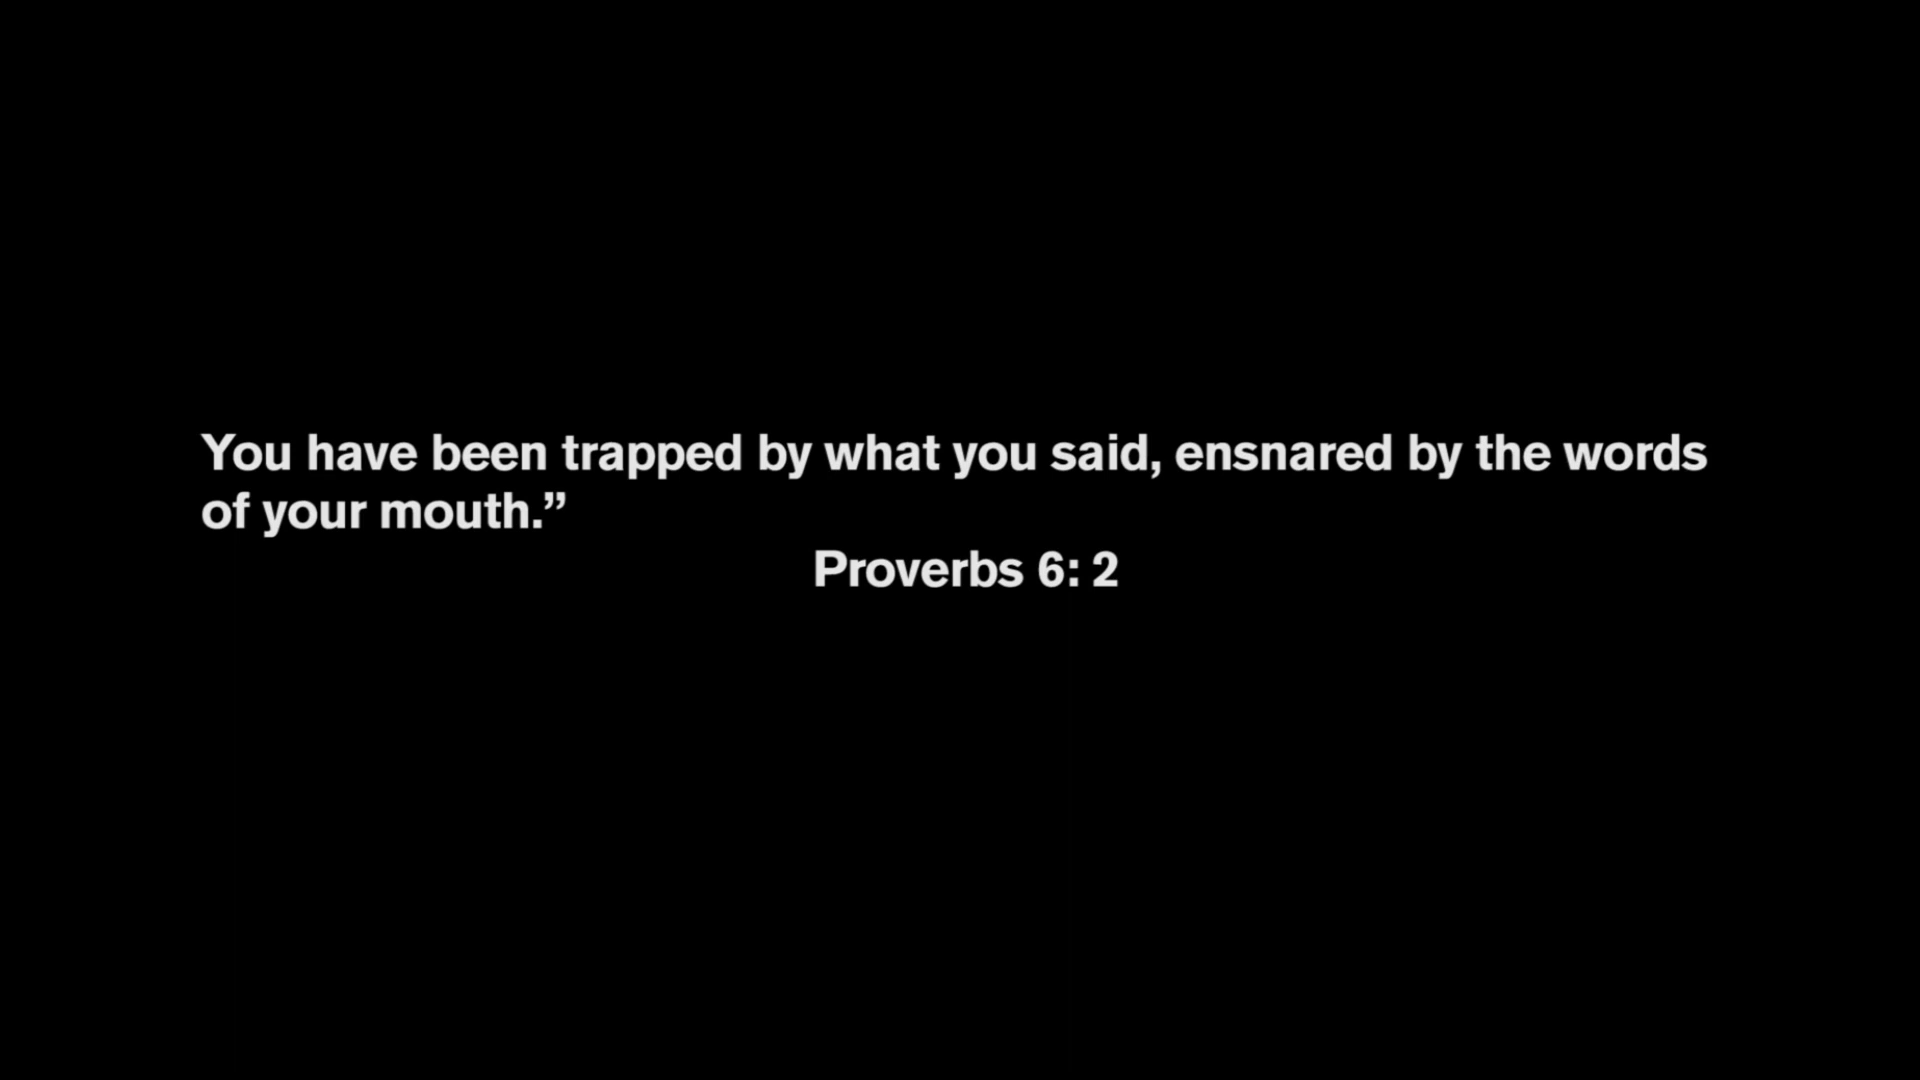 You have been trapped by what you said, ensnared by the words
of your mouth.”
Proverbs 6: 2